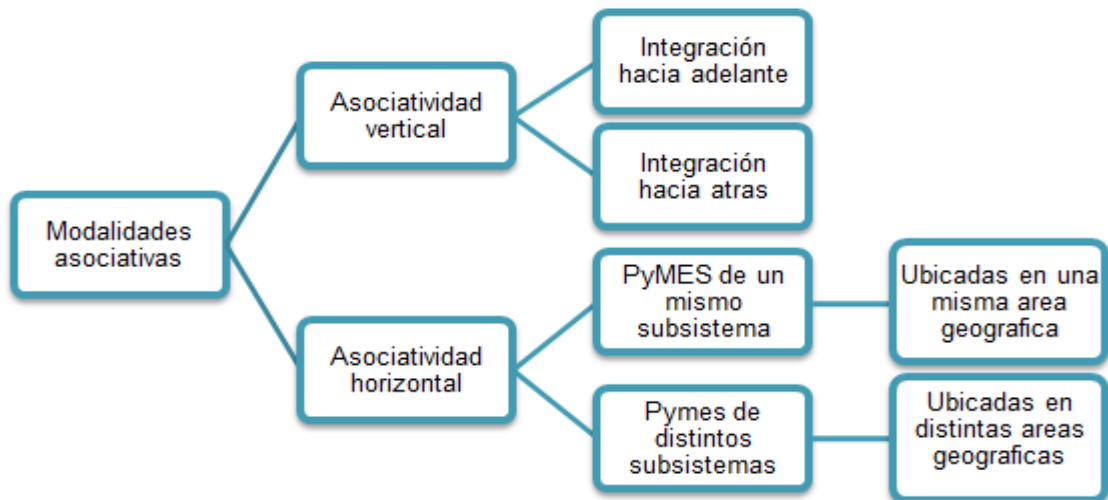 Modalidades
asociativas
Asociatividad
vertical
Integración
hacia adelante
Integración
hacia atras
Asociatividad
horizontal
PyMES de un
mismo
subsistema
Ubicadas en una
misma area
geografica
Pymes de
distintos
subsistemas
Ubicadas en
distintas areas
geograficas